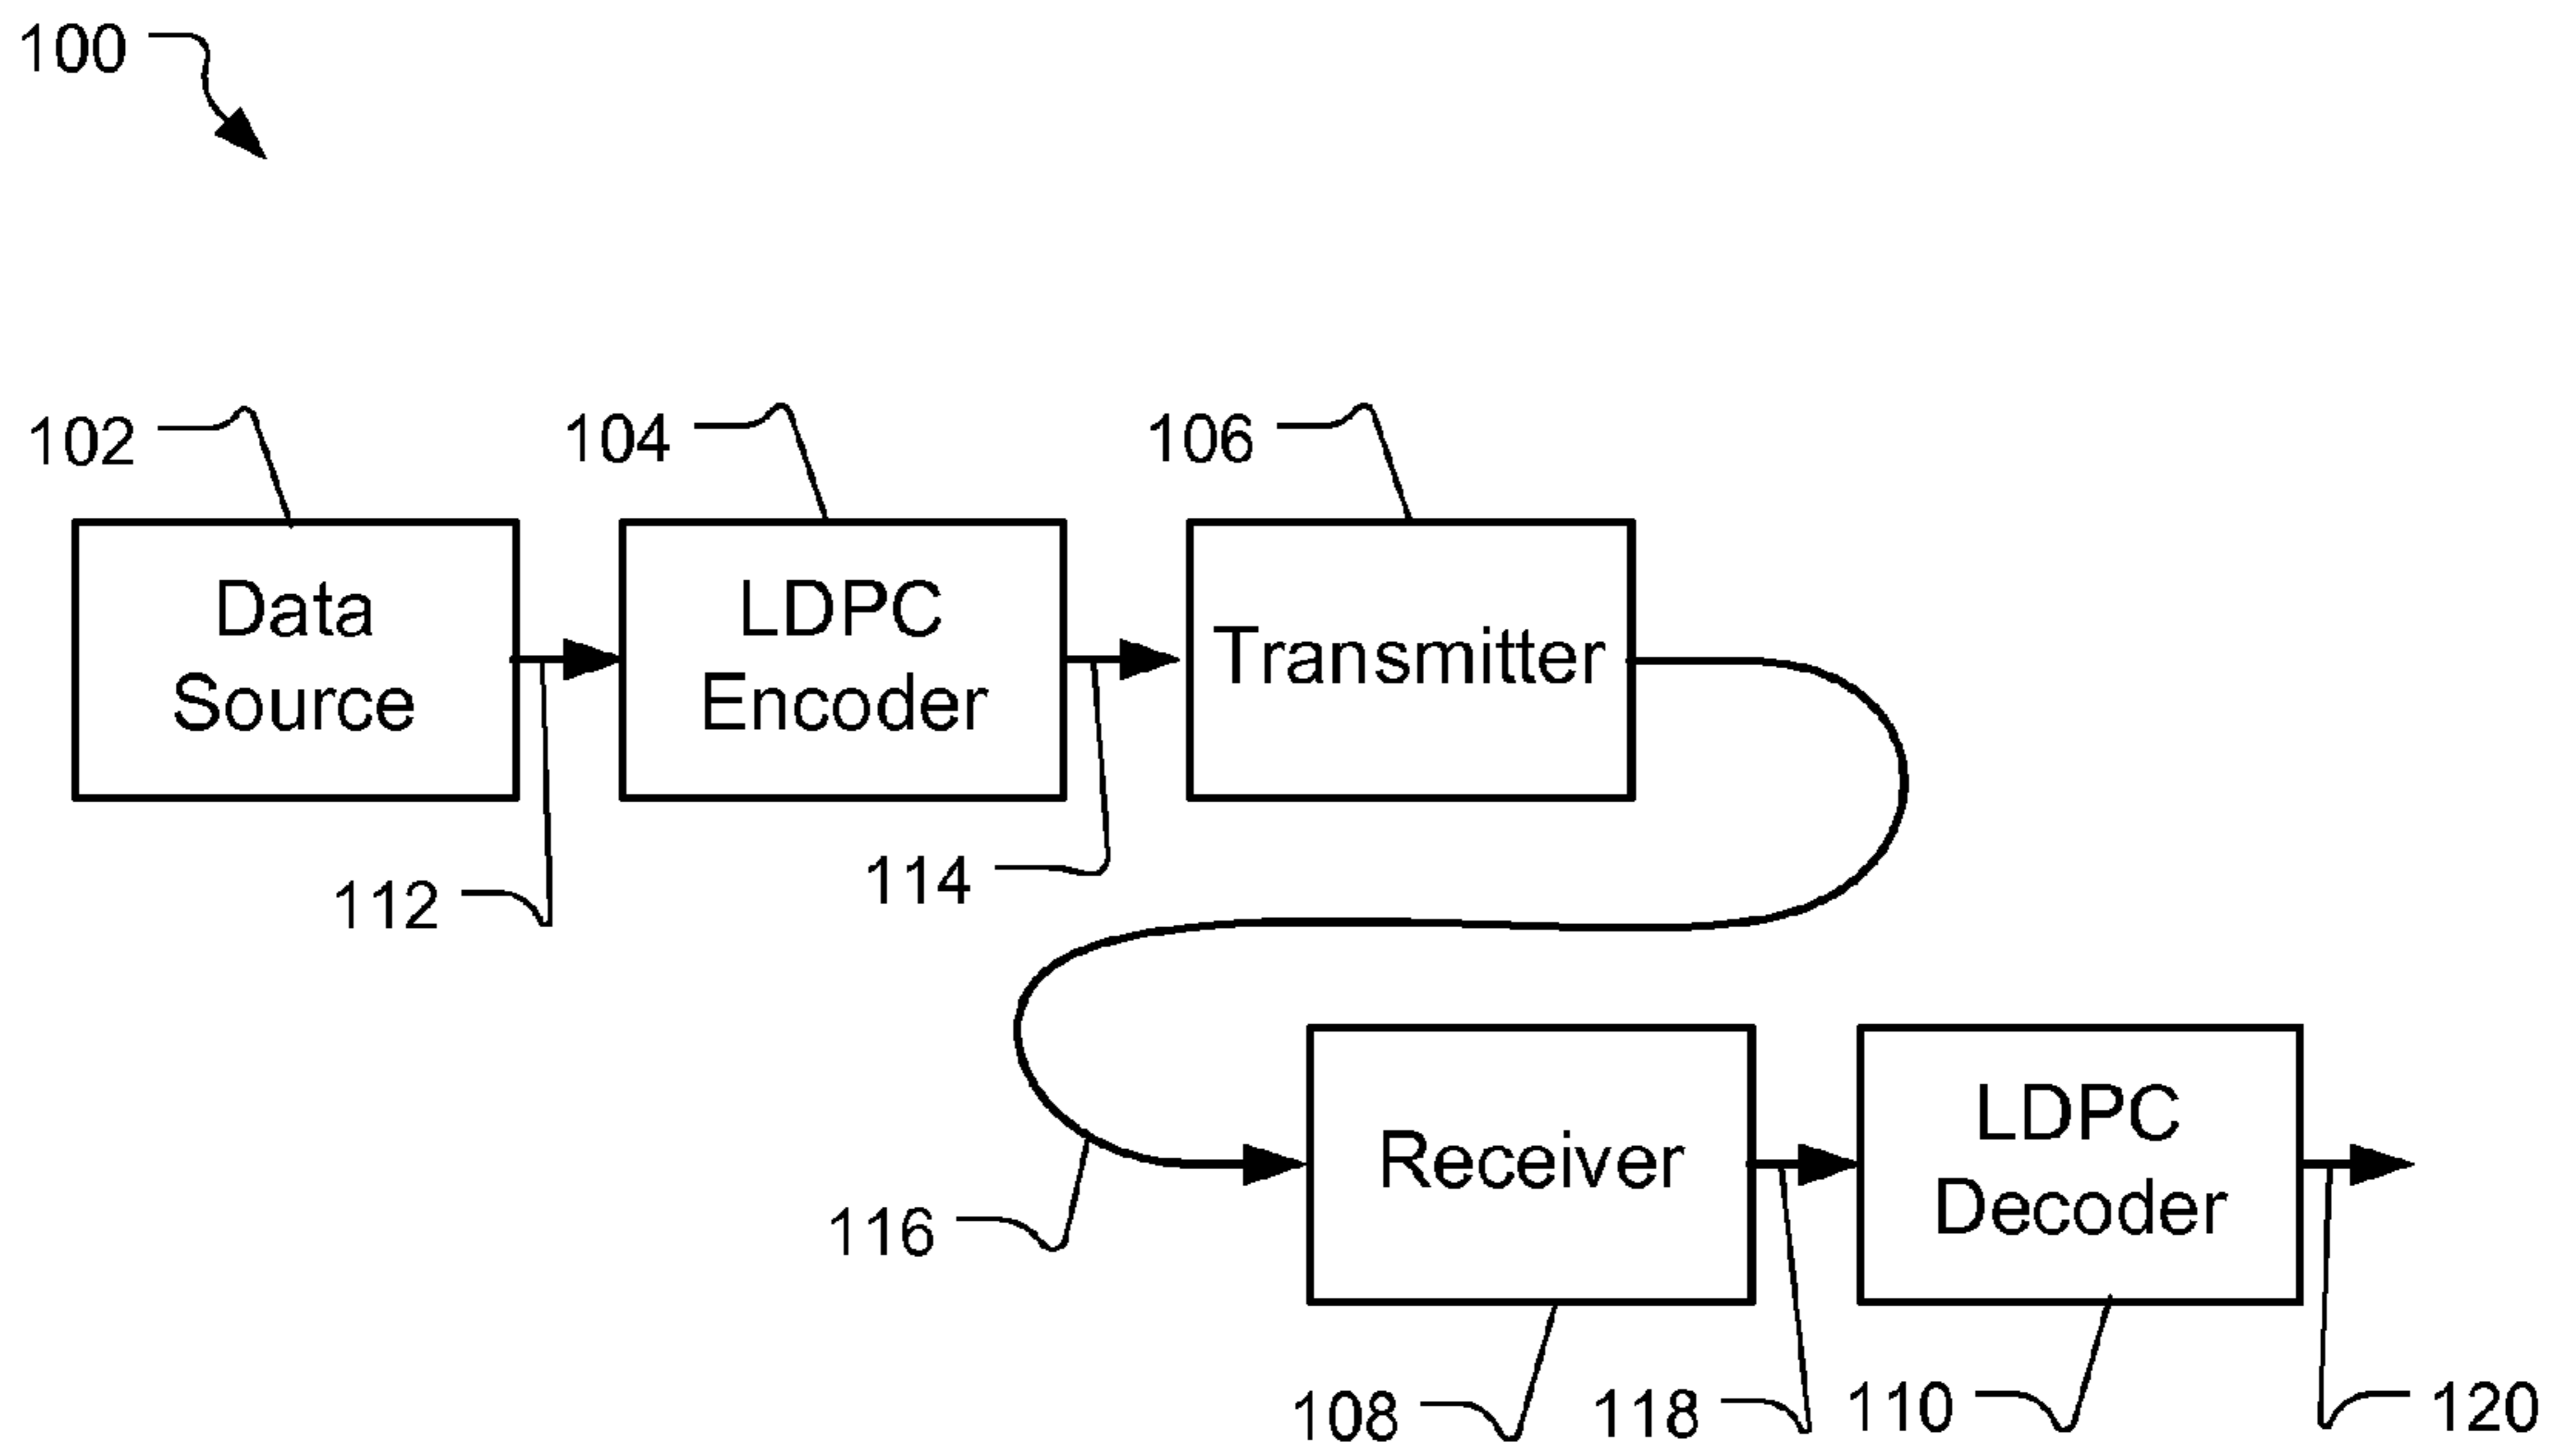 100
102
104
106
Data
Source
LDPC
Encoder
Transmitter
112
114
116
Receiver
LDPC
Decoder
108
118
110
120